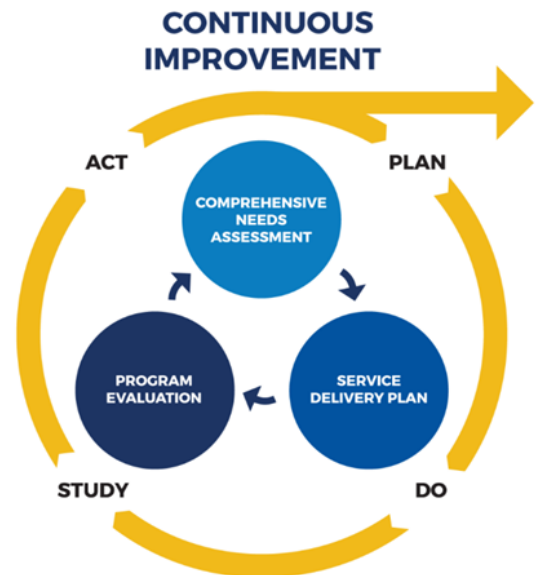 CONTINUOUS
IMPROVEMENT
ACT
PLAN
COMPREHENSIVE
NEEDS
ASSESSMENT
PROGRAM
EVALUATION
SERVICE
DELIVERY PLAN
STUDY
DO